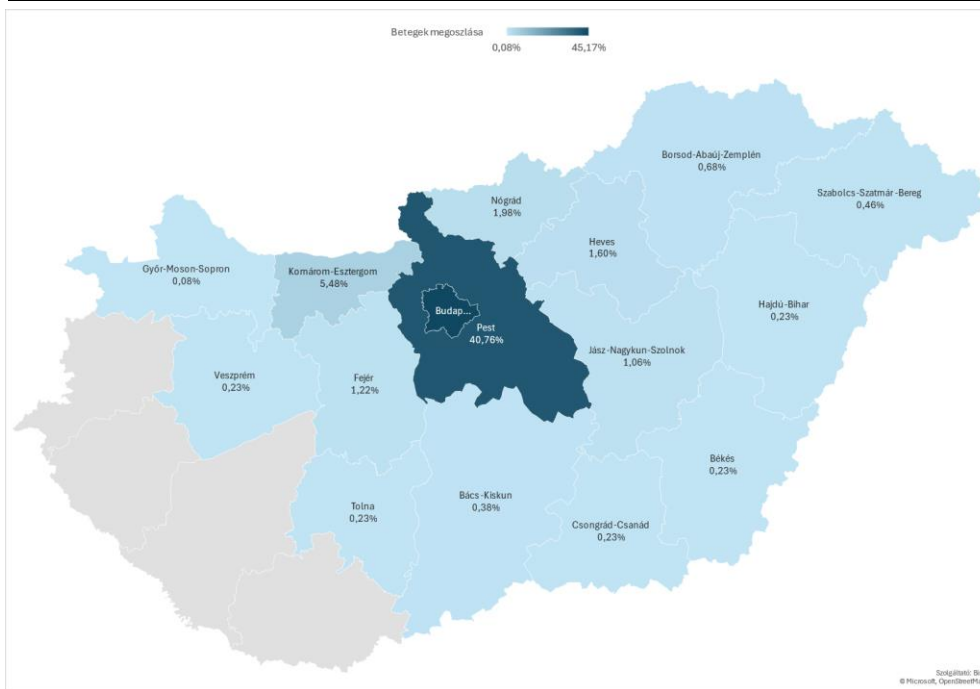 Betegek megoszlása
0,08%
45,17%
Borsod-Abaúj-Zemplén
0,68%
Szabolcs-Szatmár-Bereg
0,46%
Nógrád
1,98%
Heves
1,60%
Győr-Moson-Sopron
0,08%
Komárom-Esztergom
5,48%
Hajdú-Bihar
0,23%
Budap...
Pest
40,76%
Jász-Nagykun-Szolnok
1,06%
Veszprém
0,23%
Fejér
1,22%
Békés
0,23%
Tolna
0,23%
Bács-Kiskun
0,38%
Csongrád-Csanád
0,23%
Szolgáltató: Bi
© Microsoft, OpenStreetM